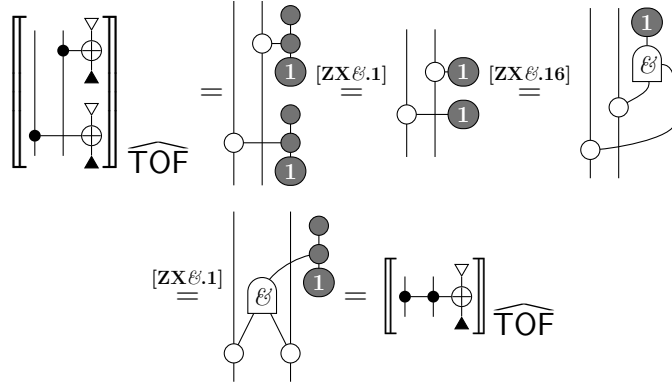 1 [ZX&.1] 1 [ZX&.16] 1 &
= = =
1 1
TOF
[ZX&.1]
= & 1 = TOF